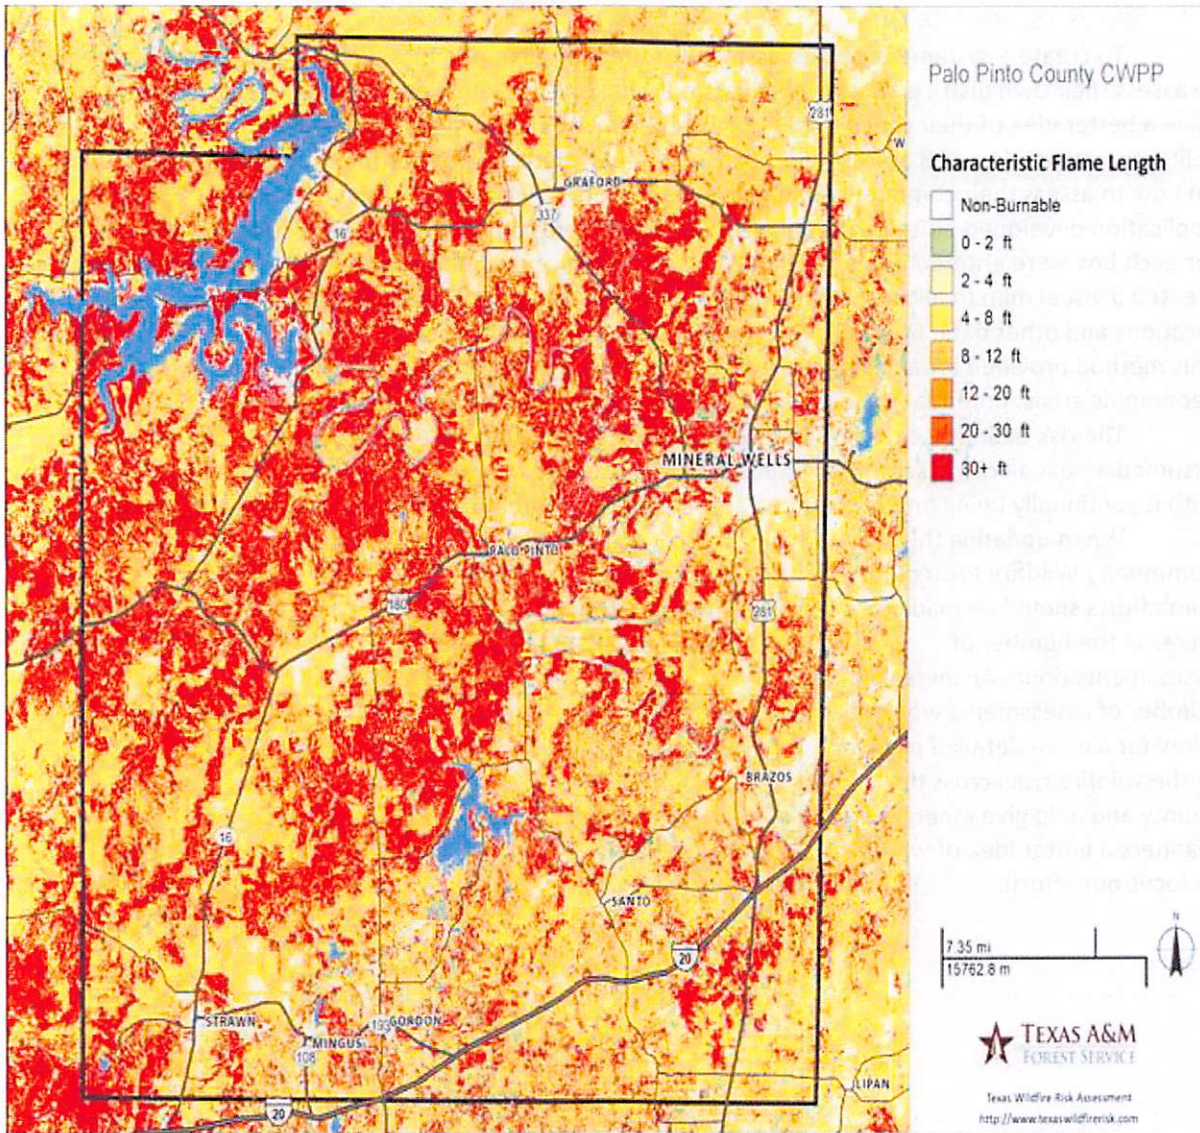 Palo Pinto County CWPP
Characteristic Flame Length
Non-Burnable
0 - 2 ft
2 - 4 ft
4 - 8 ft
8 - 12 ft
12 - 20 ft
20 - 30 ft
30+ ft
281
W
GRAFORD
337
16
MINERAL WELLS
PALO PINTO
180
281
BRAZOS
16
SANTO
20
STRAWN
193 GORDON
MINGUS
108
LIPAN
20
N
7.35 mi
15762.8 m
TEXAS A&M
FOREST SERVICE
Texas Wildfire Risk Assessment
http://www.texaswildfirerisk.com